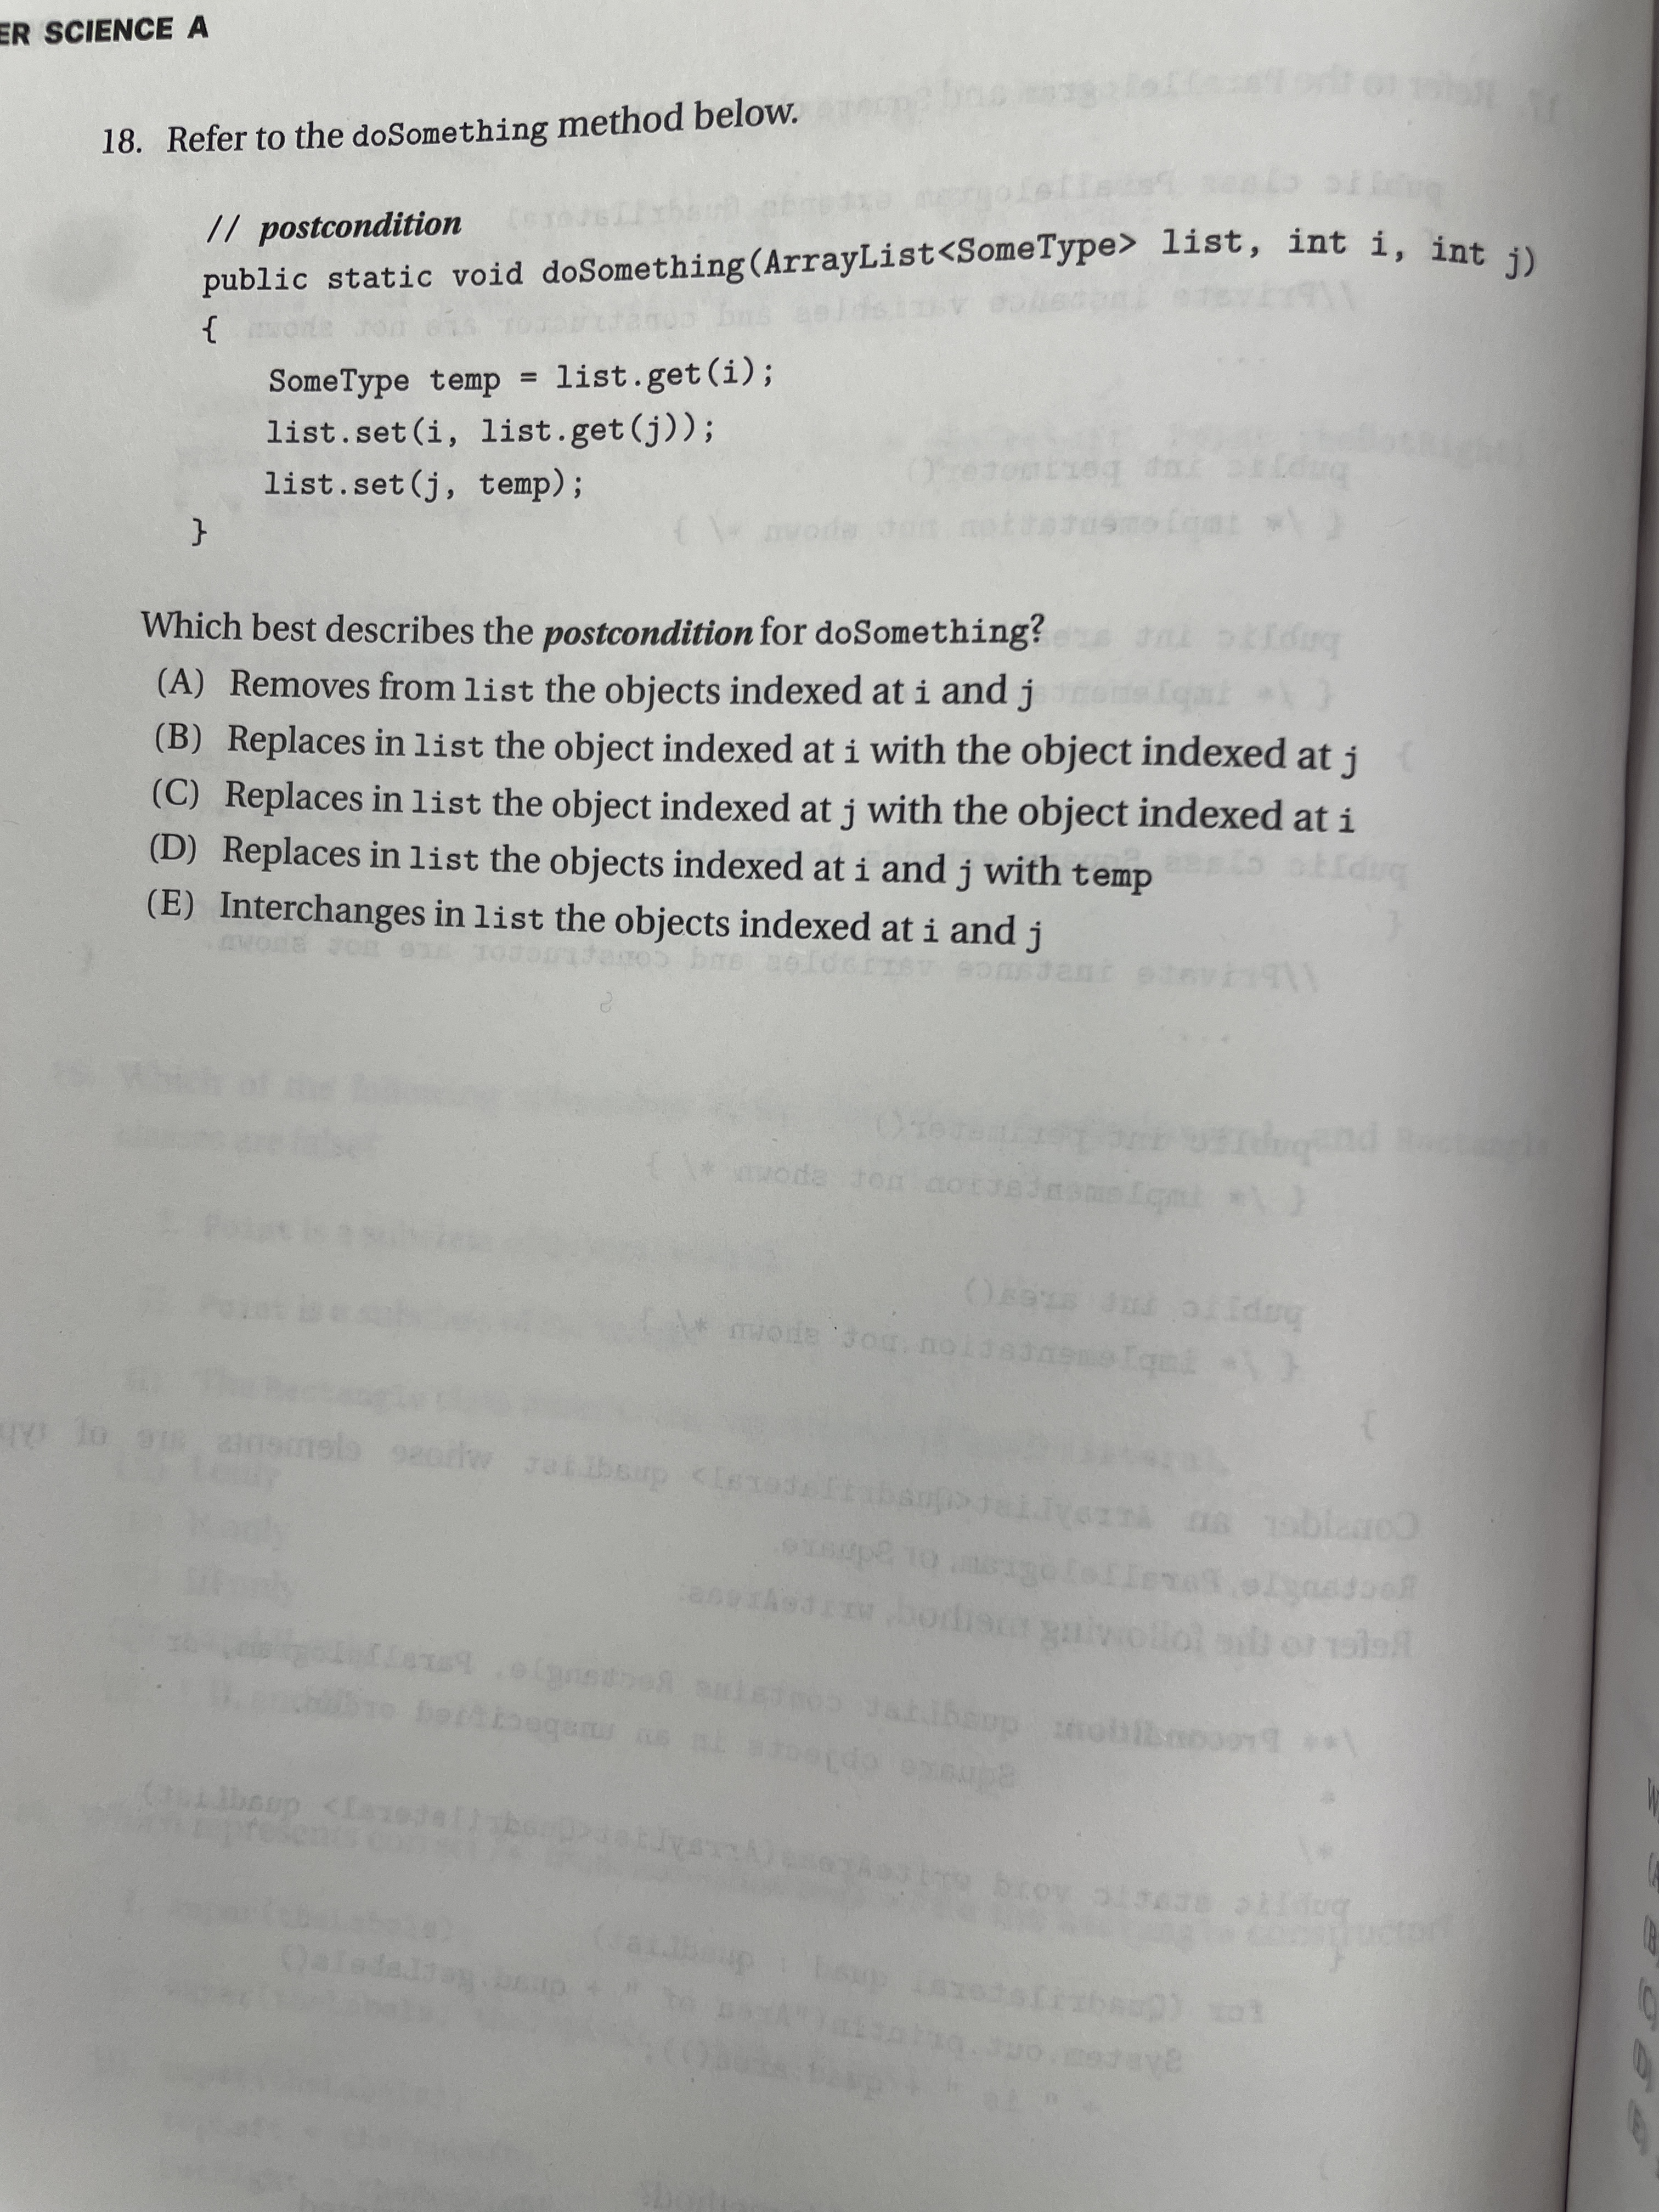 ER SCIENCE A
18. Refer to the doSomething method below.
// postcondition
public static void doSomething(ArrayList<SomeType> list, int i, int j)
{
SomeType temp = list.get(i);
list.set(i, list.get(j));
list.set(j, temp);
}
Which best describes the postcondition for doSomething?
(A) Removes from list the objects indexed at i and j
(B) Replaces in list the object indexed at i with the object indexed at j
(C) Replaces in list the object indexed at j with the object indexed at i
(D) Replaces in list the objects indexed at i and j with temp
(E) Interchanges in list the objects indexed at i and j